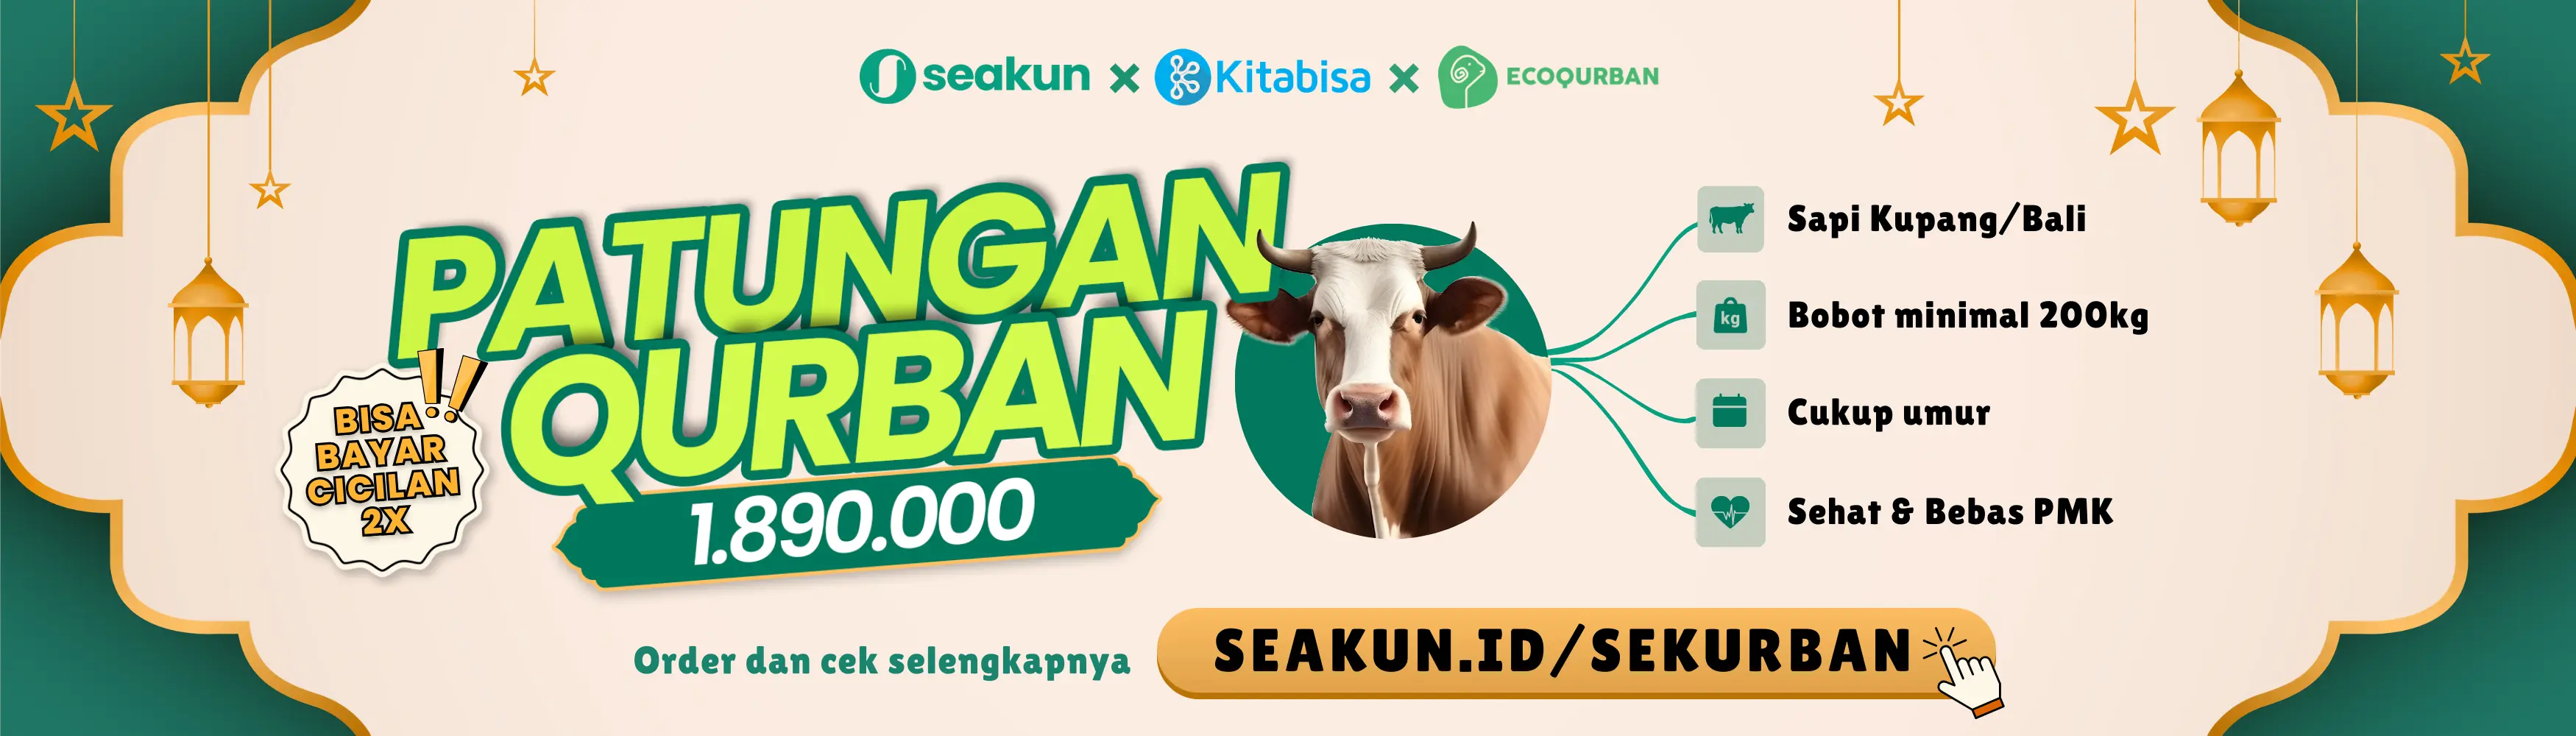 seakun x Kitabisa x ECOQURBAN
PATUNGAN
QURBAN
1.890.000
BISA
BAYAR
CICILAN
2X
Sapi Kupang/Bali
kg
Bobot minimal 200kg
Cukup umur
Sehat & Bebas PMK
Order dan cek selengkapnya
SEAKUN.ID/SEKURBAN